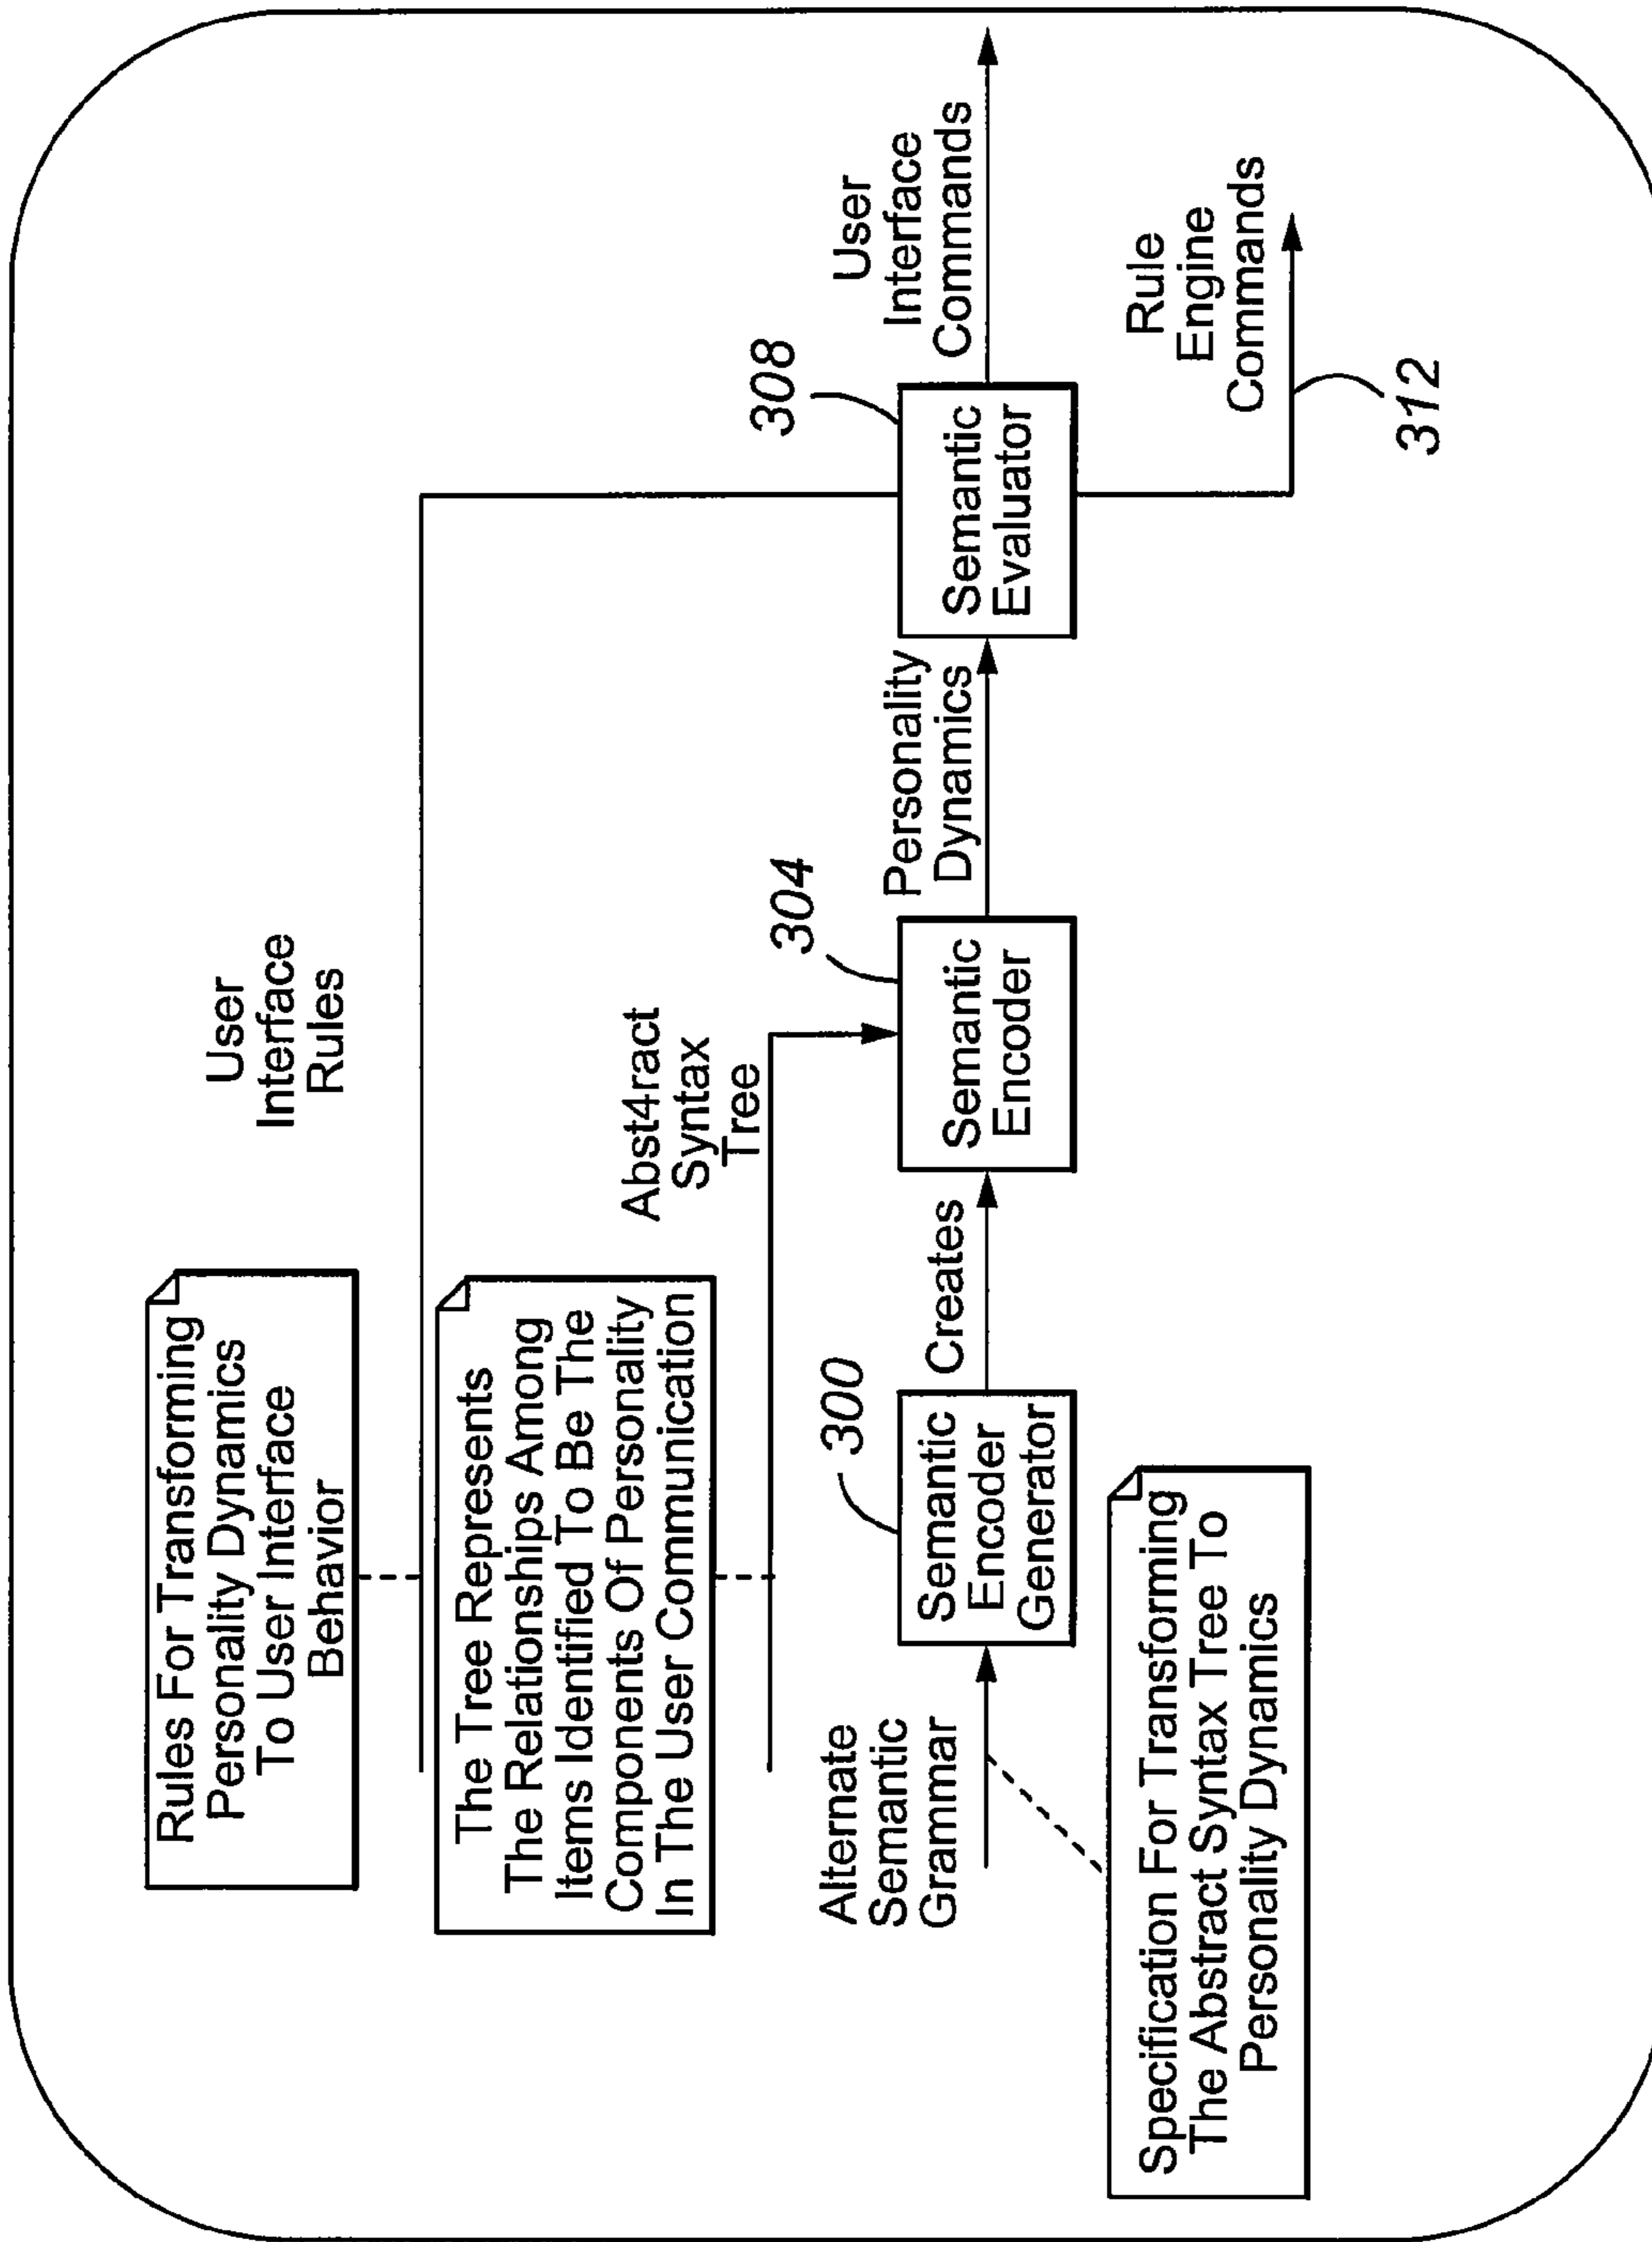 Rules For Transforming
Personality Dynamics
To User Interface
Behavior
User
Interface
Rules
The Tree Represents
The Relationships Among
Items Identified To Be The
Components Of Personality
In The User Communication
Abst4ract
Syntax
Tree
Alternate
Semantic
Grammar
300
Semantic
Encoder
Generator
Creates
304
Semantic
Encoder
Personality
Dynamics
308
Semantic
Evaluator
User
Interface
Commands
Rule
Engine
Commands
312
Specification For Transforming
The Abstract Syntax Tree To
Personality Dynamics